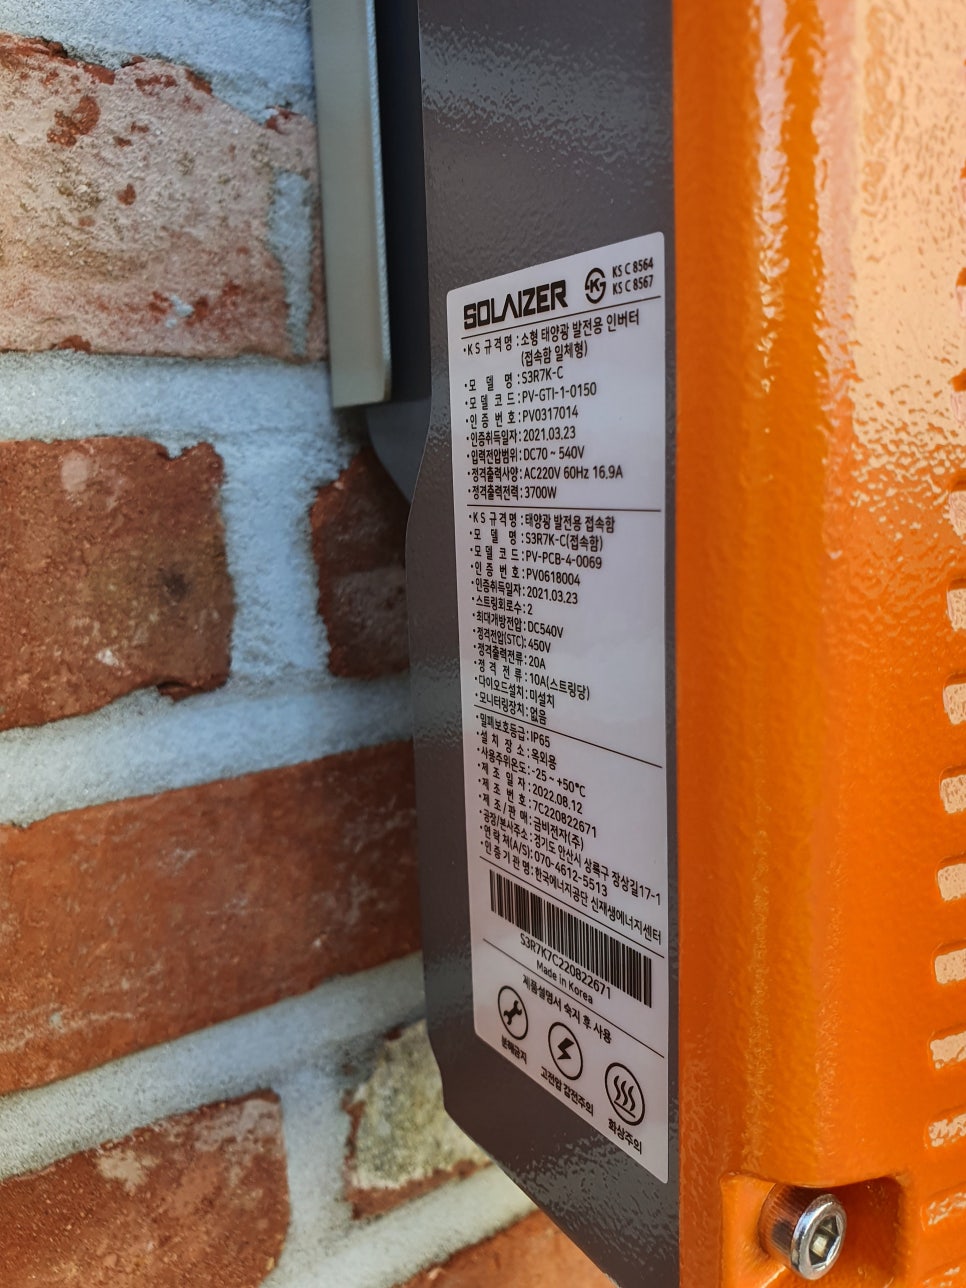 SOLAIZER
KS C 8564
KS C 8567
·KS 규격명 : 소형 태양광 발전용 인버터
(접속함 일체형)
·모델명 : S3R7K-C
·모델코드 : PV-GTI-1-0150
·인증번호 : PV0317014
·인증취득일자 : 2021.03.23
·입력전압범위 : DC70 ~ 540V
·정격출력사양 : AC220V 60Hz 16.9A
·정격출력전력 : 3700W
·KS 규격명 : 태양광 발전용 접속함
·모델명 : S3R7K-C(접속함)
·모델코드 : PV-PCB-4-0069
·인증번호 : PV0618004
·인증취득일자 : 2021.03.23
·스트링회로수 : 2
·최대개방전압 : DC540V
·정격전압(STC) : 450V
·정격출력전류 : 20A
·정격전류 : 10A(스트링당)
·다이오드설치 : 미설치
·모니터링장치 : 없음
·밀폐보호등급 : IP65
·설치장소 : 옥외용
·사용주위온도 : -25 ~ +50°C
·제조일자 : 2022.08.12
·제조번호 : 7C220822671
·제조/판매 : 금비전자(주)
·공장/본사주소 : 경기도 안산시 상록구 장상길17-1
·연락처(A/S) : 070-4612-5513
·인증기관명 : 한국에너지공단 신재생에너지센터
S3R7K7C220822671
Made in Korea
제품설명서 숙지 후 사용
분해금지
고전압 감전주의
화상주의